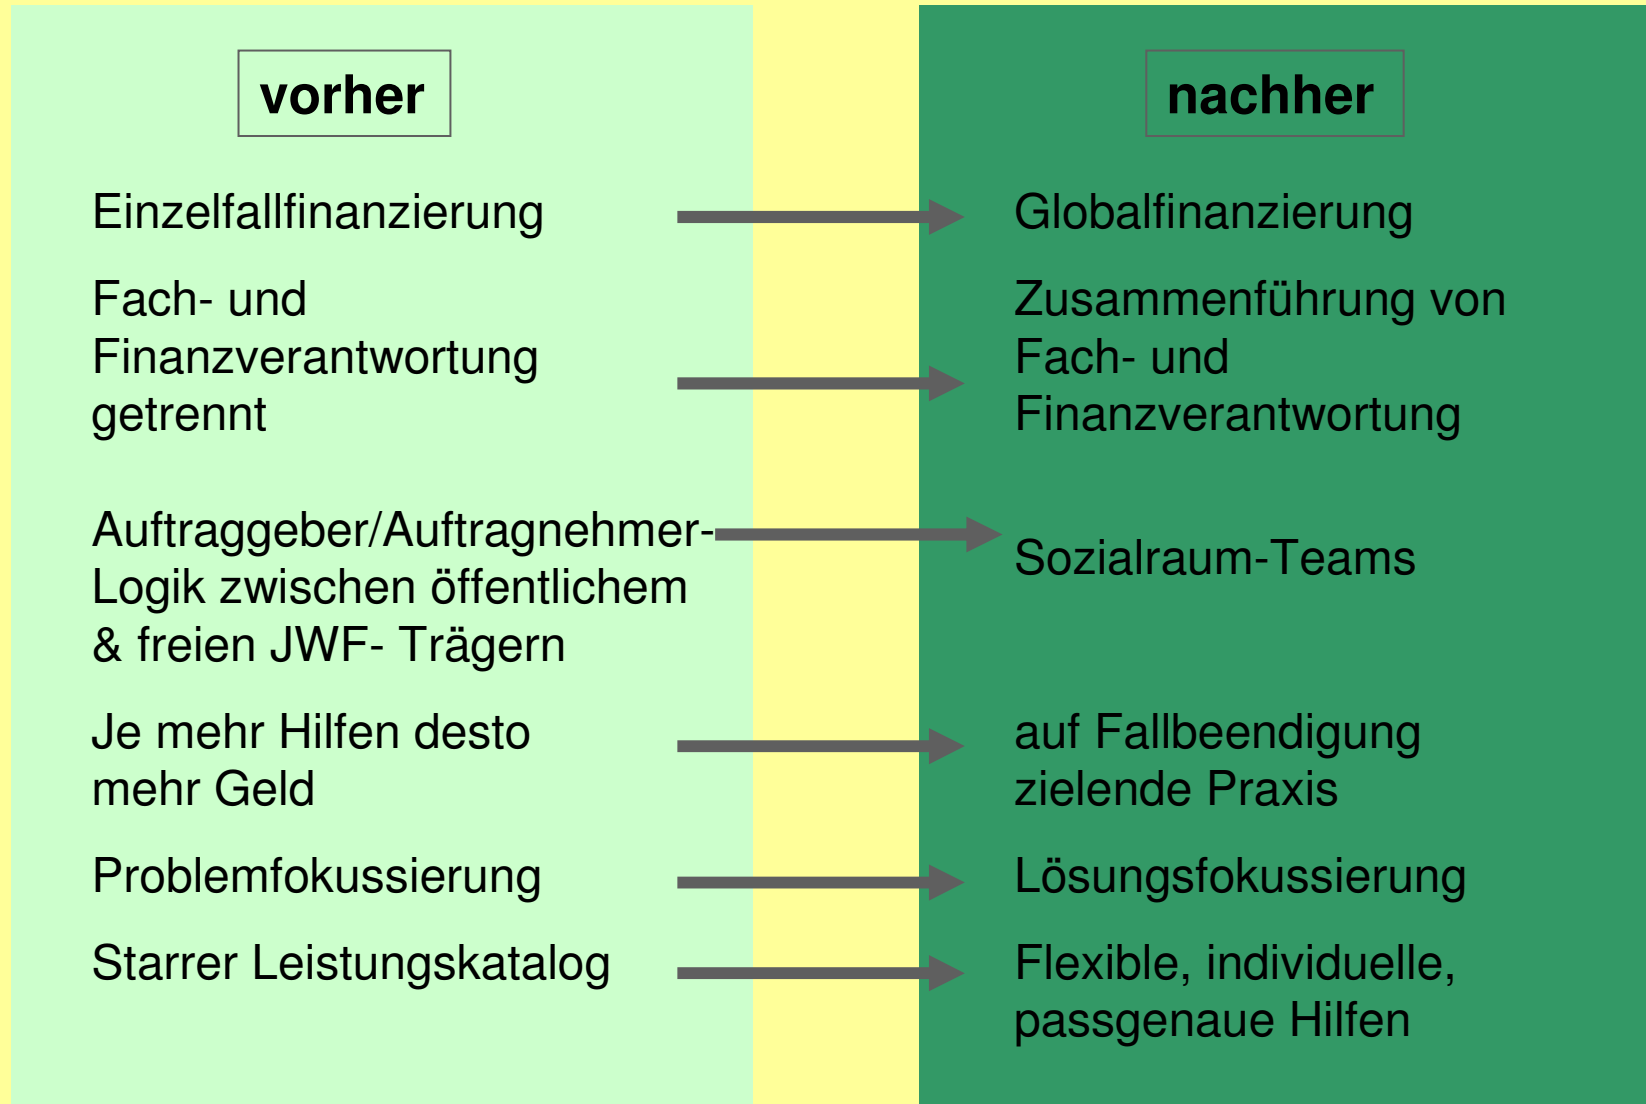 vorher
Einzelfallfinanzierung
Fach- und
Finanzverantwortung
getrennt
Auftraggeber/Auftragnehmer-
Logik zwischen öffentlichem
& freien JWF- Trägern
Je mehr Hilfen desto
mehr Geld
Problemfokussierung
Starrer Leistungskatalog
nachher
Globalfinanzierung
Zusammenführung von
Fach- und
Finanzverantwortung
Sozialraum-Teams
auf Fallbeendigung
zielende Praxis
Lösungsfokussierung
Flexible, individuelle,
passgenaue Hilfen